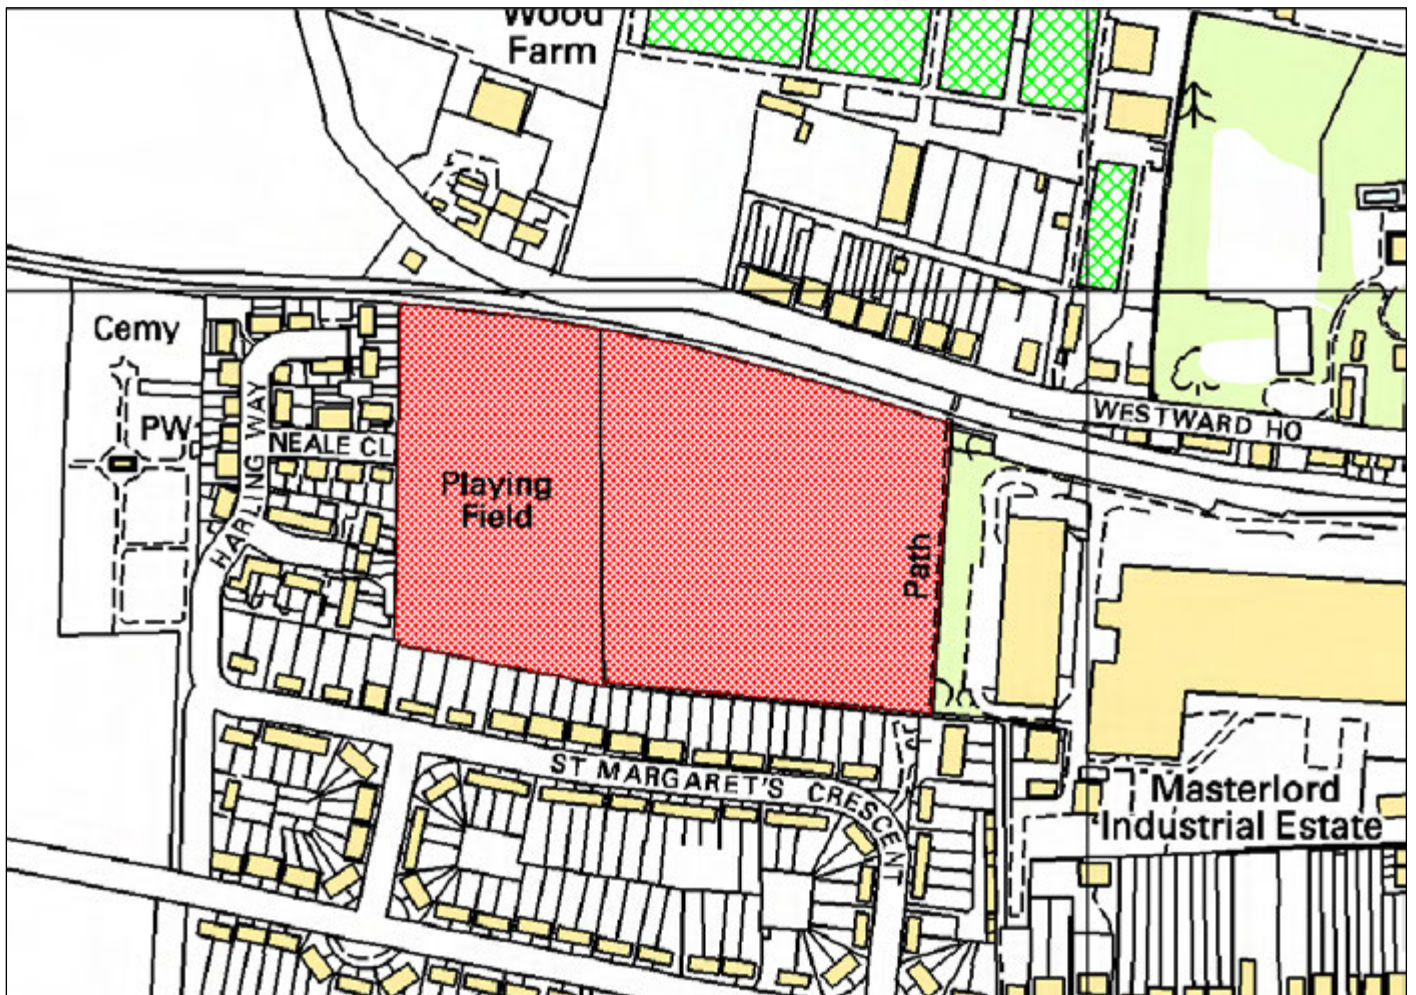 Wood
Farm
Cemy
PW
HARLING WAY
NEALE CL
WESTWARD HO
Playing
Field
Path
ST MARGARET'S CRESCENT
Masterlord
Industrial Estate